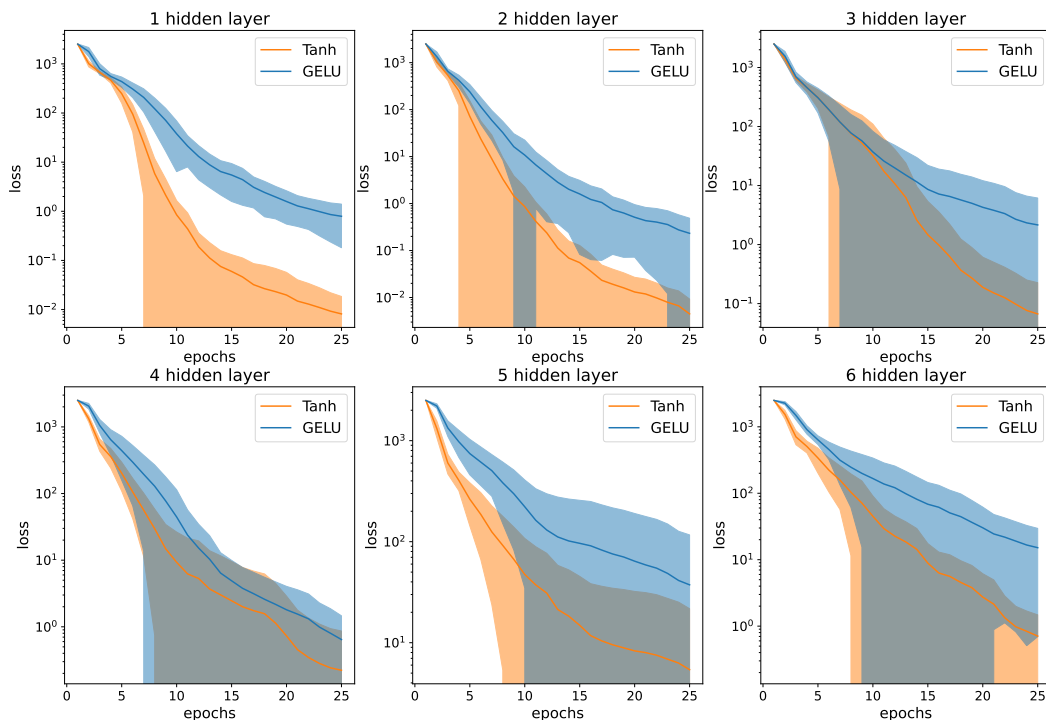 1 hidden layer
loss
10³
10²
10¹
10⁰
10⁻¹
10⁻²
Tanh
GELU
0 5 10 15 20 25
epochs
2 hidden layer
loss
10³
10²
10¹
10⁰
10⁻¹
10⁻²
Tanh
GELU
0 5 10 15 20 25
epochs
3 hidden layer
loss
10³
10²
10¹
10⁰
10⁻¹
Tanh
GELU
0 5 10 15 20 25
epochs
4 hidden layer
loss
10³
10²
10¹
10⁰
Tanh
GELU
0 5 10 15 20 25
epochs
5 hidden layer
loss
10³
10²
10¹
Tanh
GELU
0 5 10 15 20 25
epochs
6 hidden layer
loss
10³
10²
10¹
10⁰
Tanh
GELU
0 5 10 15 20 25
epochs